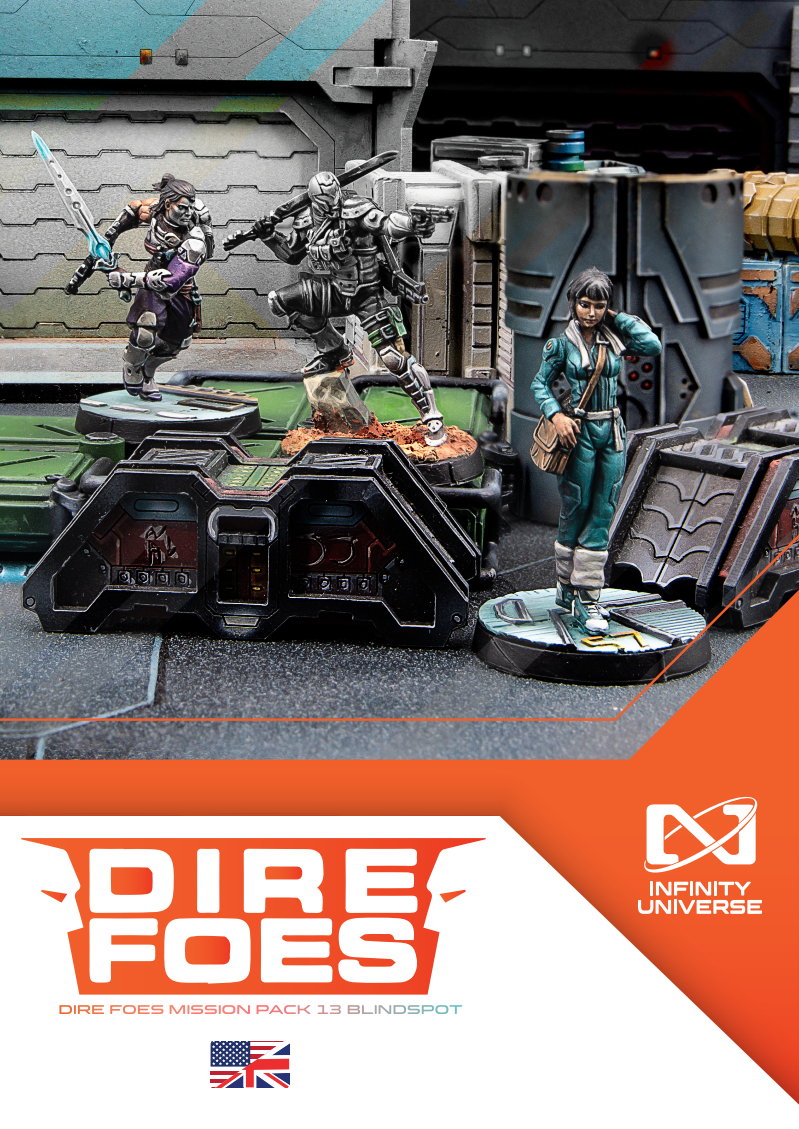 INFINITY
UNIVERSE
DIRE
FOES
DIRE FOES MISSION PACK 13 BLINDSPOT